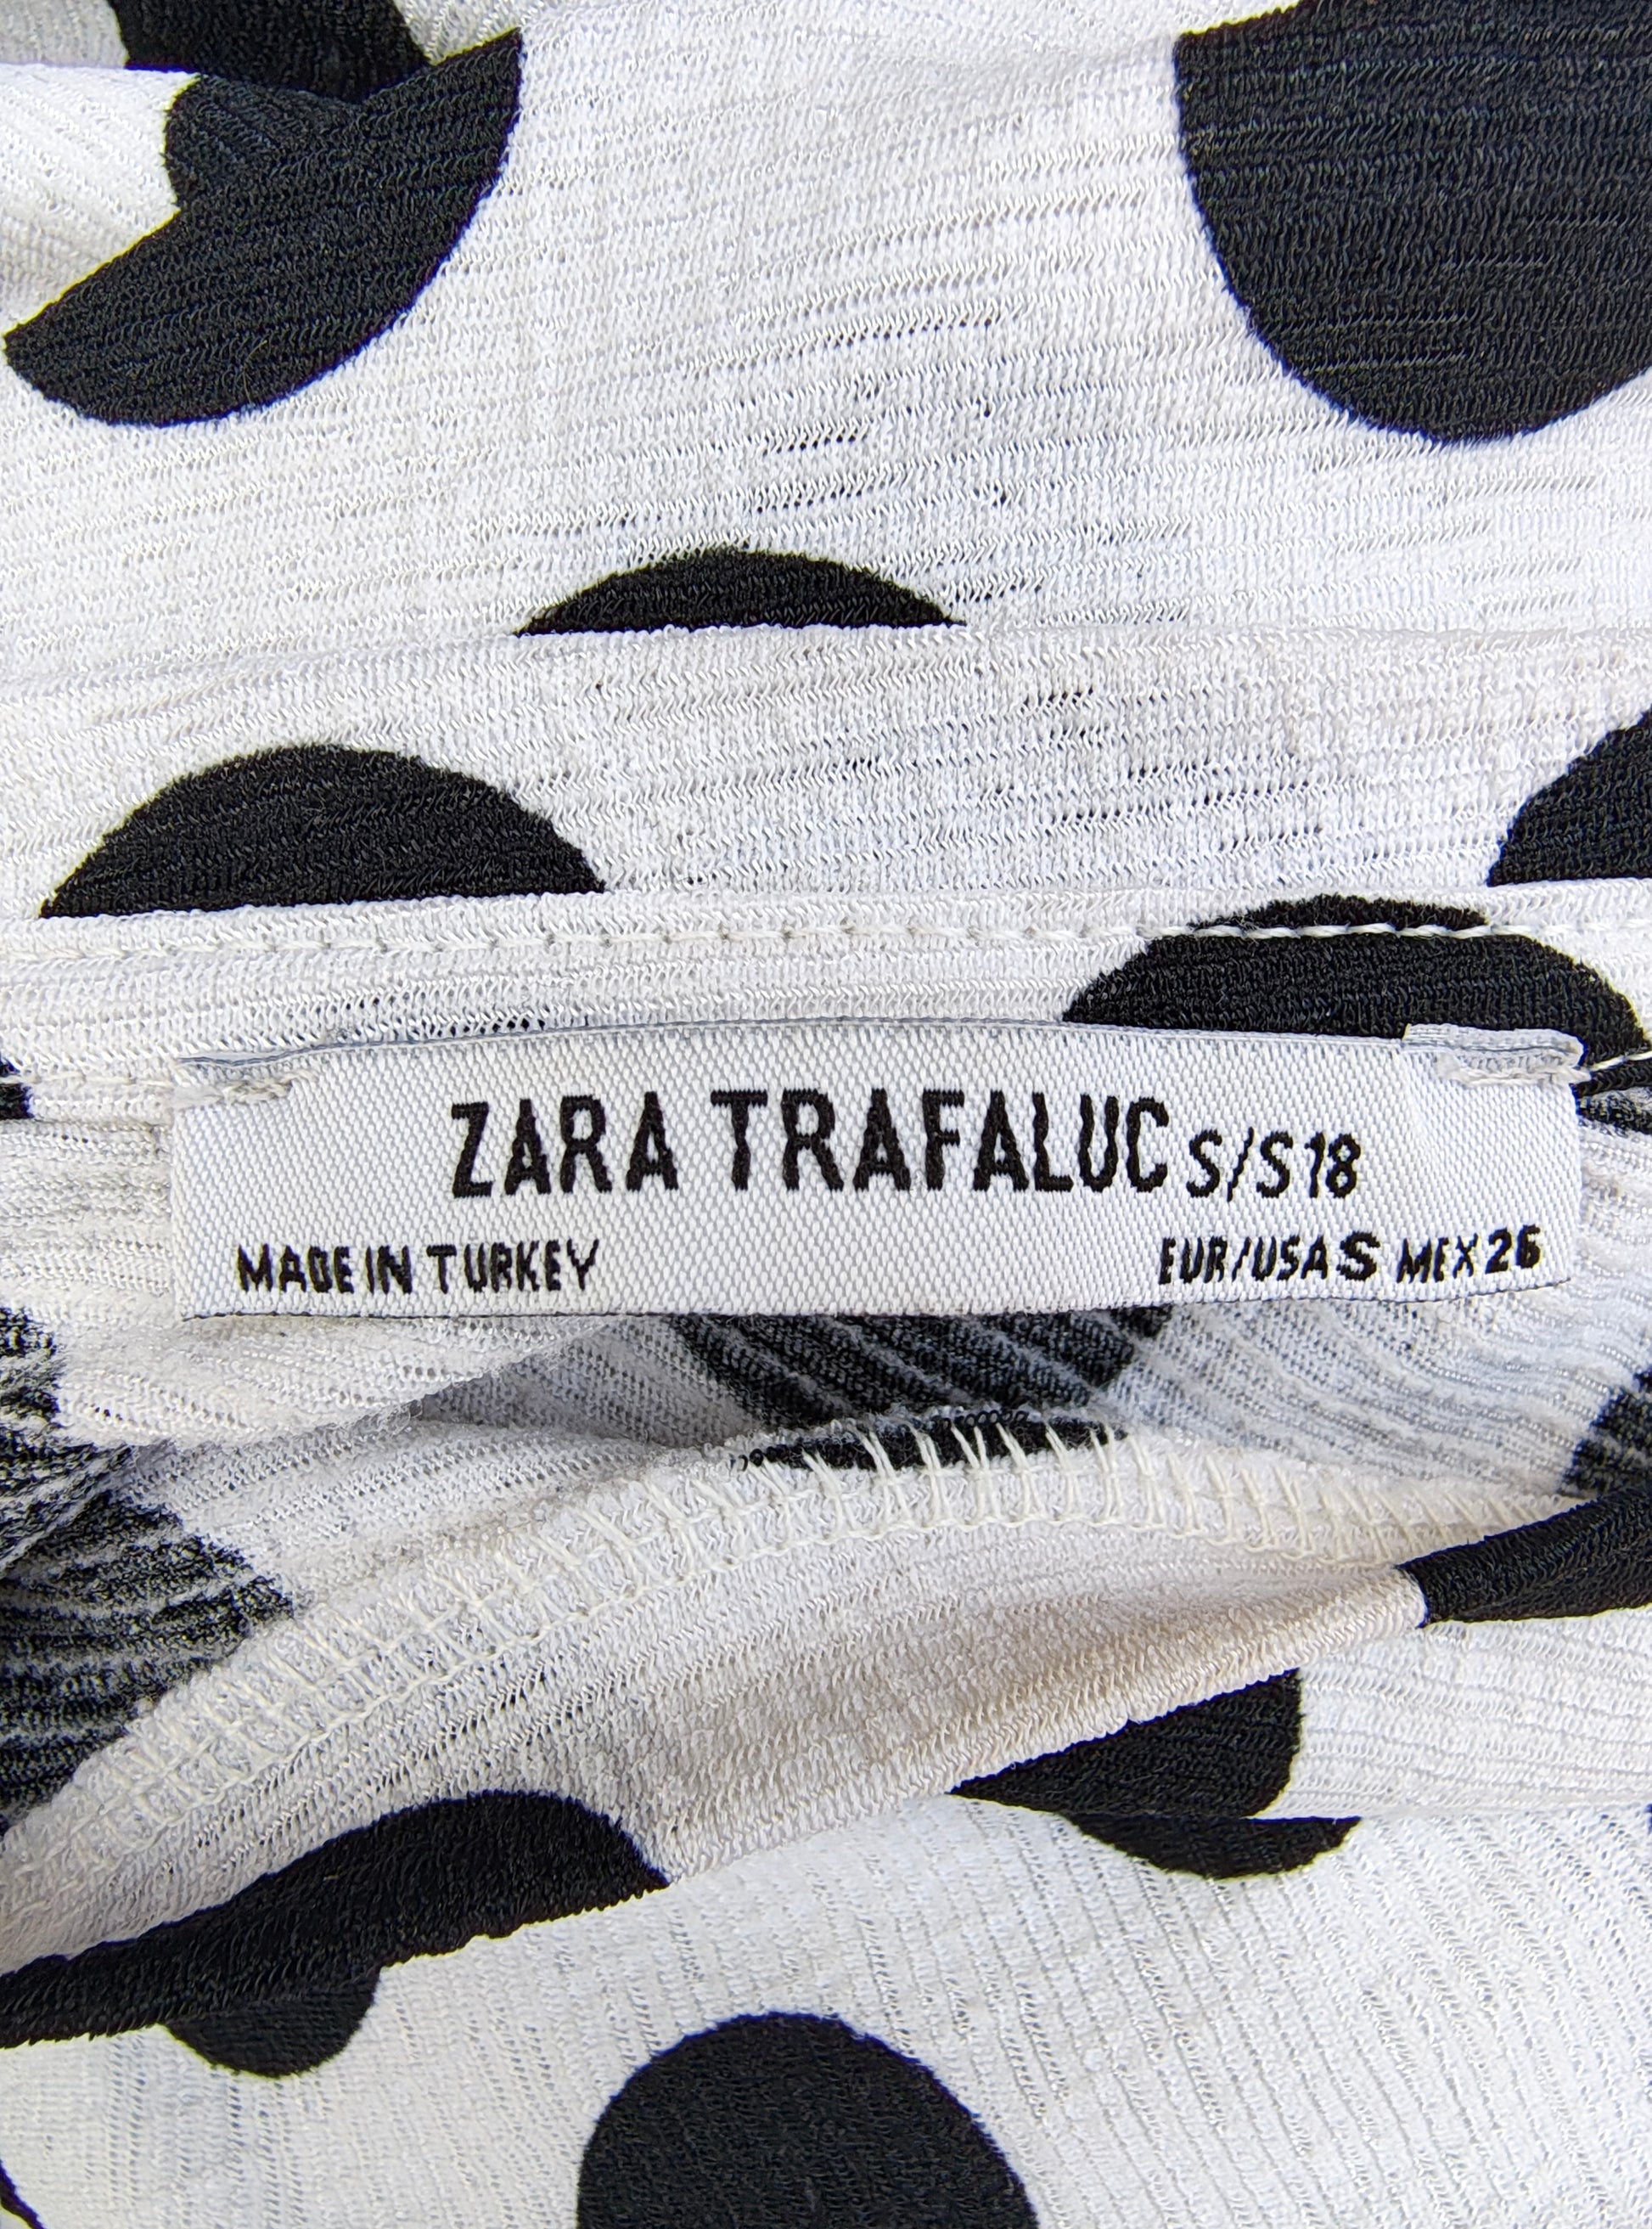 ZARA TRAFALUC S/S 18
MADE IN TURKEY EUR/USA S MEX 26